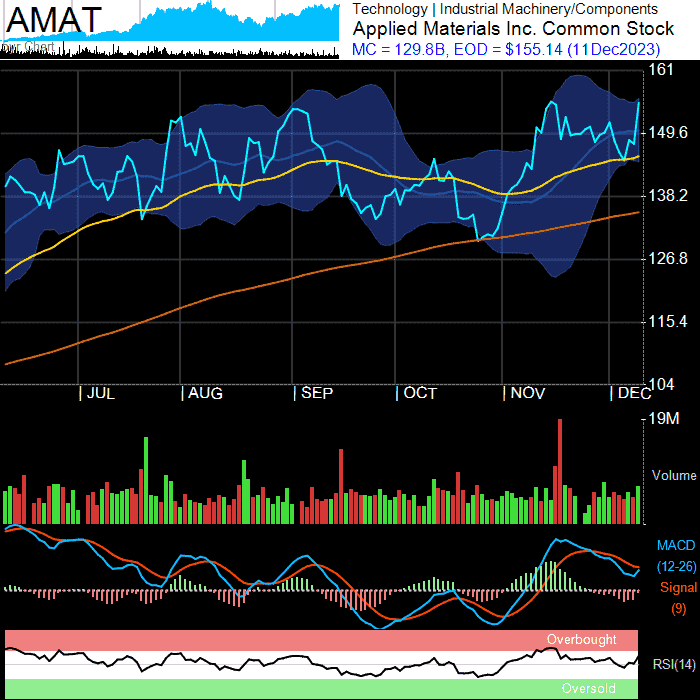 AMAT
Technology | Industrial Machinery/Components
Applied Materials Inc. Common Stock
MC = 129.8B, EOD = $155.14 (11Dec2023)
Chart
161
149.6
138.2
126.8
115.4
104
| JUL | AUG | SEP | OCT | NOV | DEC
19M
Volume
MACD
(12-26)
Signal
(9)
Overbought
RSI(14)
Oversold